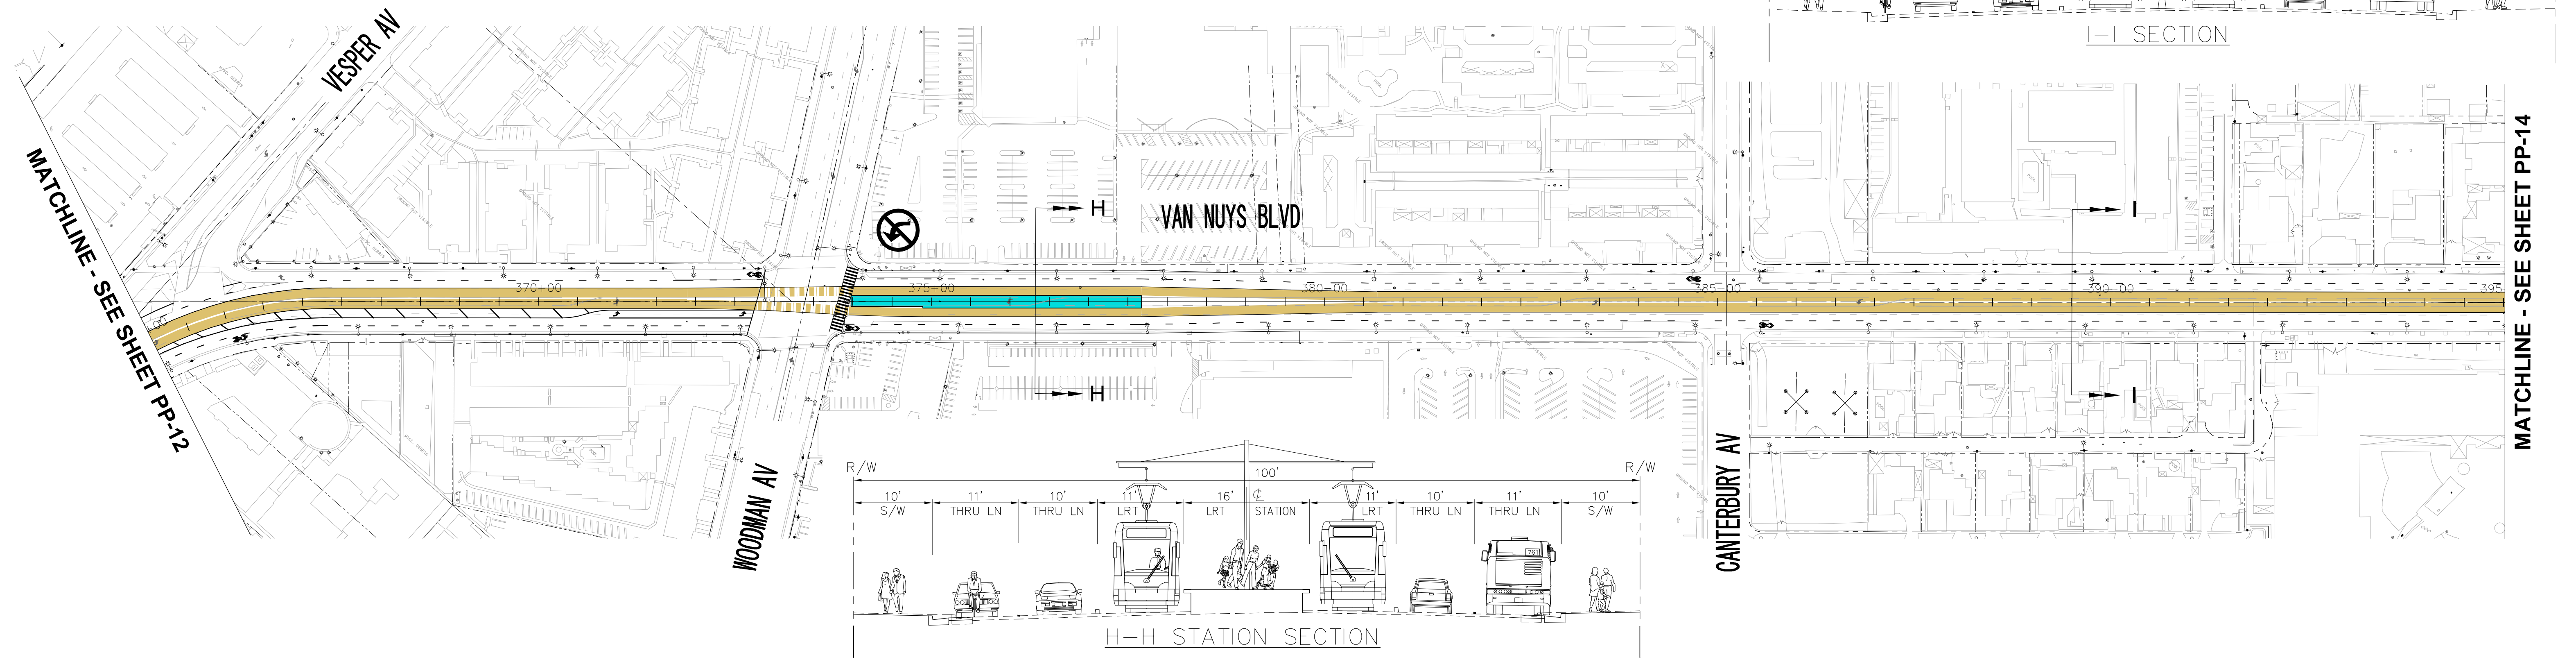 I-I SECTION
VESPER AV
MATCHLINE - SEE SHEET PP-12
H
VAN NUYS BLVD
I
MATCHLINE - SEE SHEET PP-14
370+00
375+00
380+00
385+00
390+00
395+
H
I
WOODMAN AV
CANTERBURY AV
R/W
100'
R/W
10'
11'
10'
11'
16'
℄
11'
10'
11'
10'
S/W
THRU LN
THRU LN
LRT
LRT
STATION
LRT
THRU LN
THRU LN
S/W
761
H-H STATION SECTION